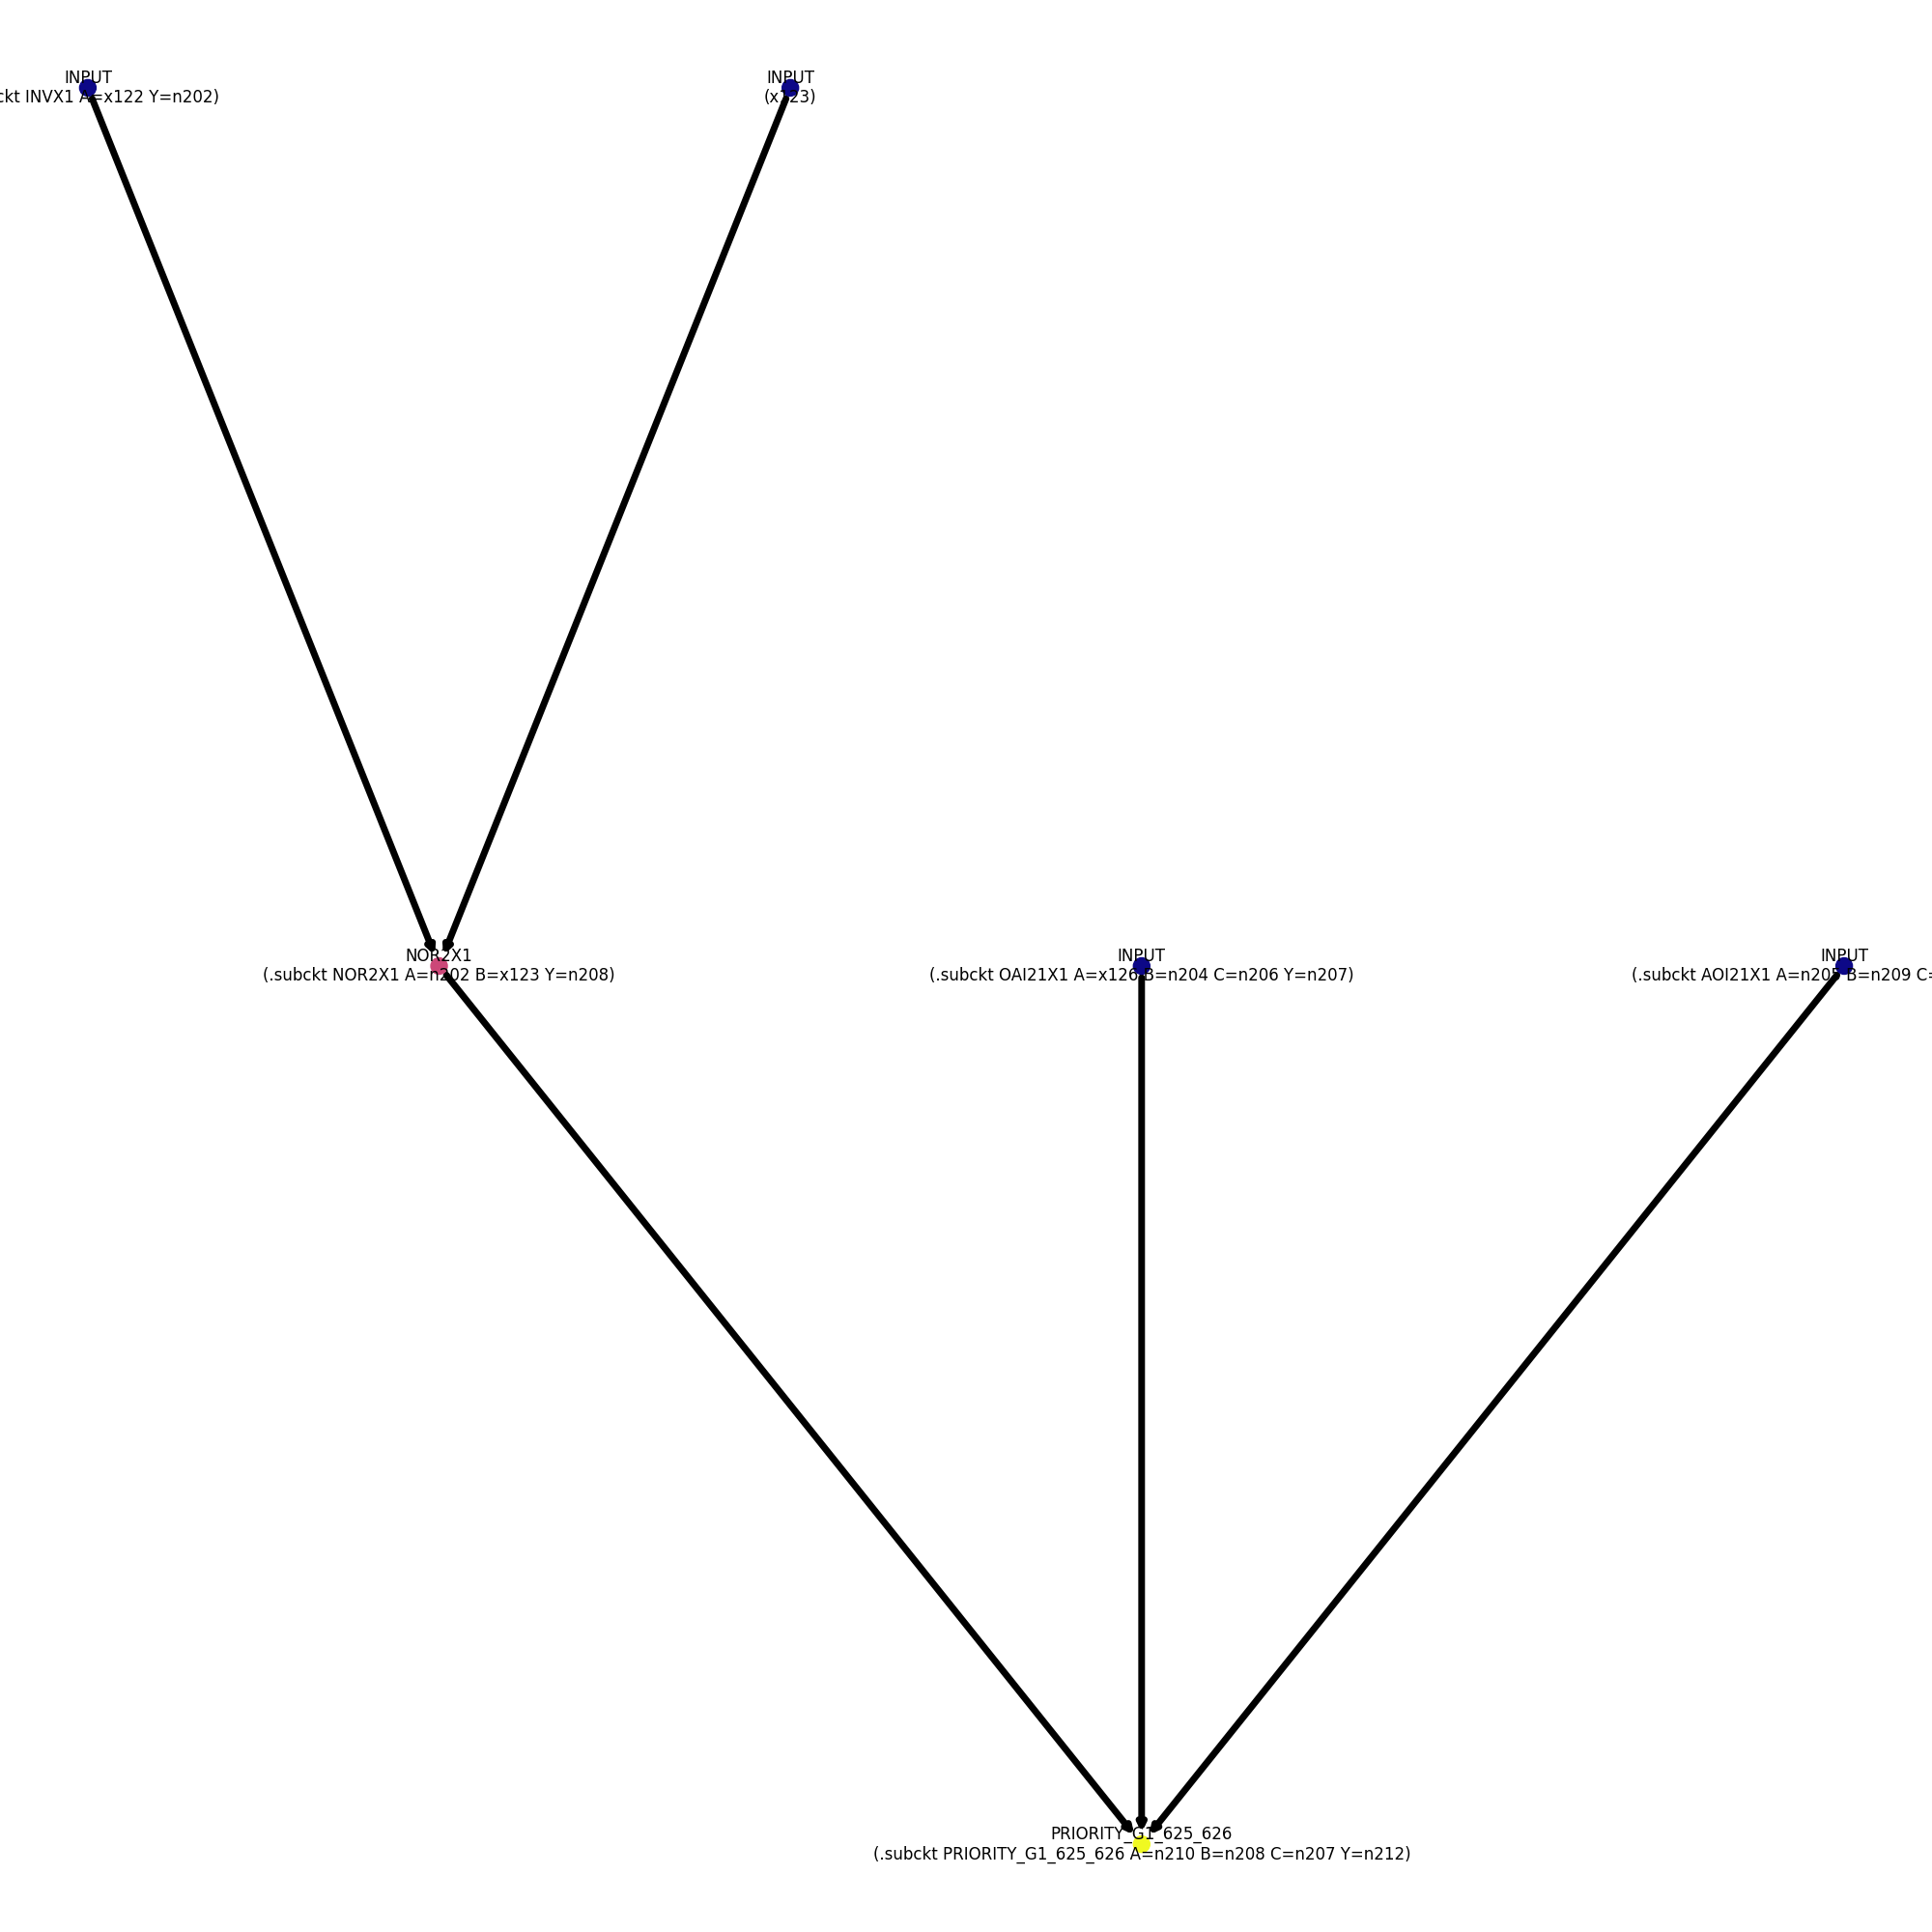 INPUT
ckt INVX1 A=x122 Y=n202)
INPUT
(x123)
NOR2X1
(.subckt NOR2X1 A=n202 B=x123 Y=n208)
INPUT
(.subckt OAI21X1 A=x126 B=n204 C=n206 Y=n207)
INPUT
(.subckt AOI21X1 A=n205 B=n209 C=
PRIORITY_G1_625_626
(.subckt PRIORITY_G1_625_626 A=n210 B=n208 C=n207 Y=n212)